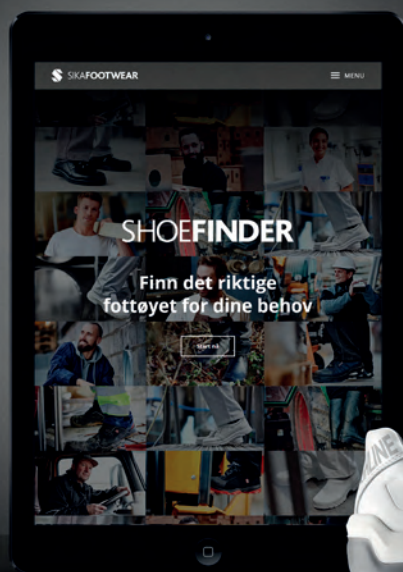 SIKAFOOTWEAR
MENU
SHOEFINDER
Finn det riktige
fottøyet for dine behov
Start nå